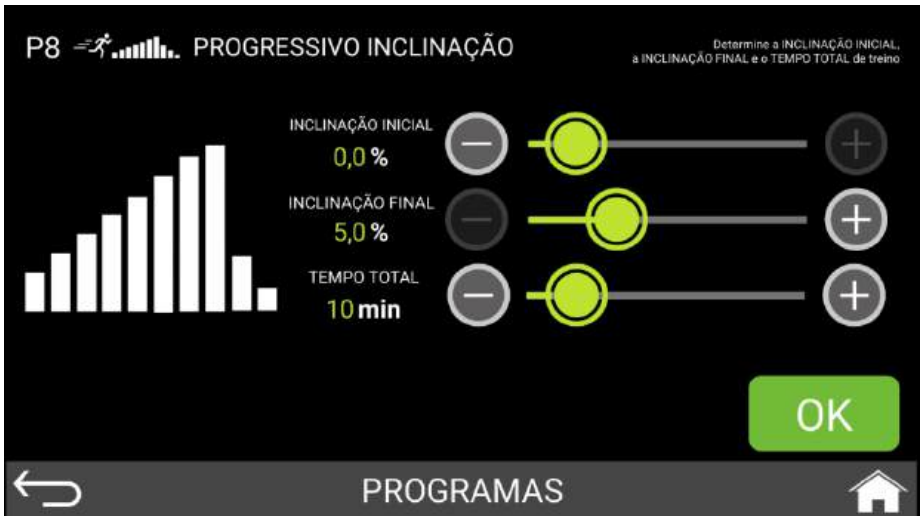 P8 PROGRESSIVO INCLINAÇÃO
Determine a INCLINAÇÃO INICIAL,
a INCLINAÇÃO FINAL e o TEMPO TOTAL de treino
INCLINAÇÃO INICIAL
0,0 %
INCLINAÇÃO FINAL
5,0 %
TEMPO TOTAL
10 min
OK
PROGRAMAS